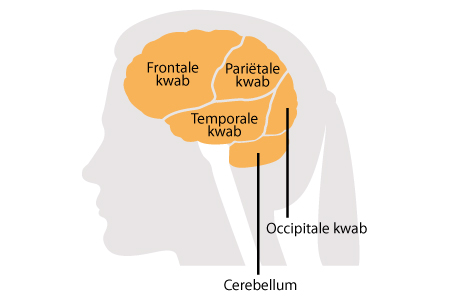 Frontale
kwab
Pariëtale
kwab
Temporale
kwab
Occipitale kwab
Cerebellum